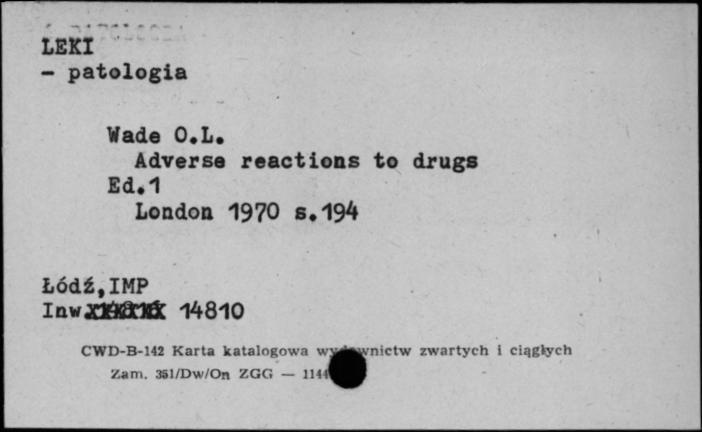 LEKI
- patologia
Wade O.L.
Adverse reactions to drugs
Ed.1
London 1970 s.194
Łódź,IMP
Inw. 14810
CWD-B-142 Karta katalogowa wydawnictw zwartych i ciągłych
Zam. 351/Dw/On ZGG — 1144